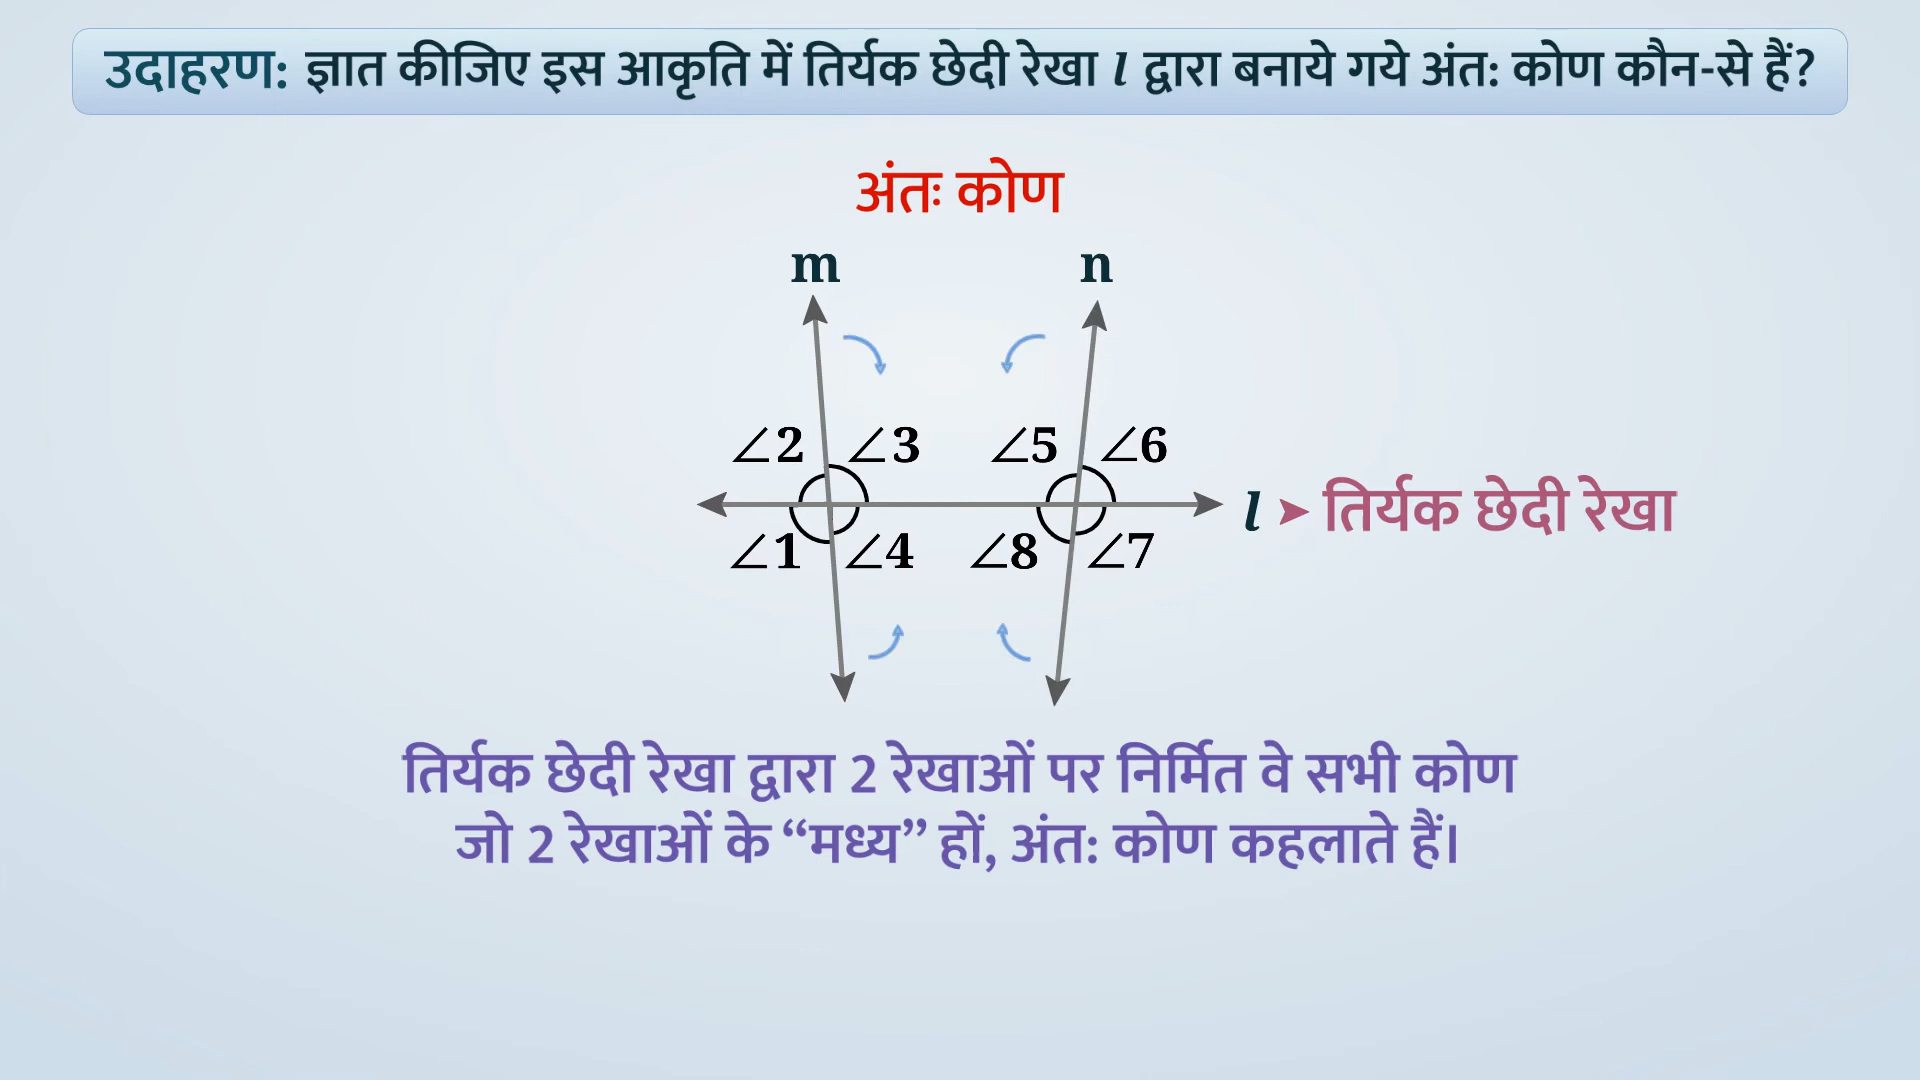 उदाहरण: ज्ञात कीजिए इस आकृति में तिर्यक छेदी रेखा l द्वारा बनाये गये अंत: कोण कौन-से हैं?
अंतः कोण
m n
∠2 ∠3 ∠5 ∠6
l ➤ तिर्यक छेदी रेखा
∠1 ∠4 ∠8 ∠7
तिर्यक छेदी रेखा द्वारा 2 रेखाओं पर निर्मित वे सभी कोण
जो 2 रेखाओं के “मध्य” हों, अंत: कोण कहलाते हैं।